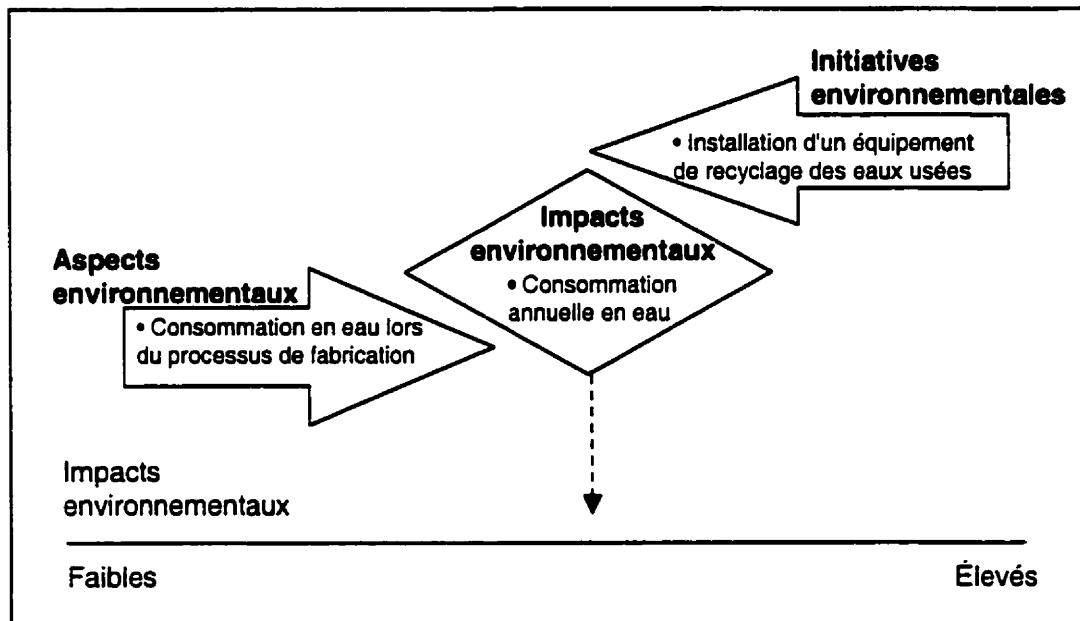 Initiatives
environnementales
• Installation d'un équipement
de recyclage des eaux usées
Impacts
environnementaux
• Consommation
annuelle en eau
Aspects
environnementaux
• Consommation en eau lors
du processus de fabrication
Impacts
environnementaux
Faibles
Élevés